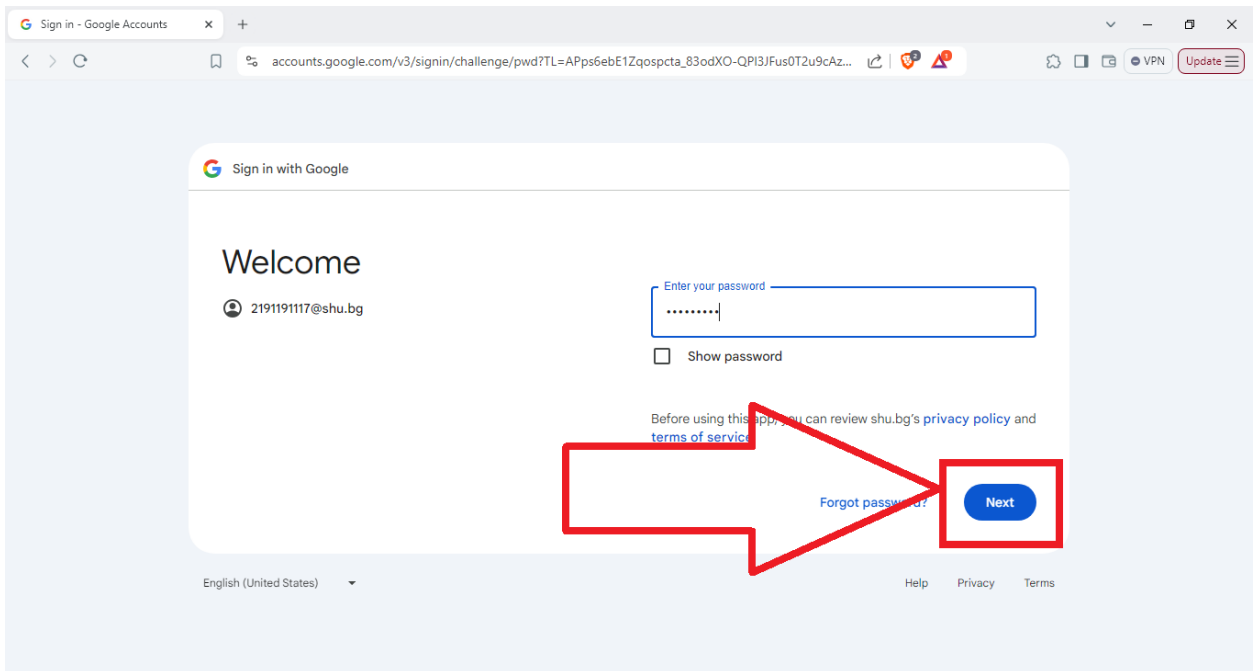 Sign in - Google Accounts
accounts.google.com/v3/signin/challenge/pwd?TL=APps6ebE1Zqospcta_83odXO-QPI3JFus0T2u9cAz...
2
1
VPN
Update
Sign in with Google
Welcome
2191191117@shu.bg
Enter your password
•••••••••
Show password
Before using this app, you can review shu.bg's privacy policy and
terms of service
Forgot password?
Next
English (United States)
Help Privacy Terms